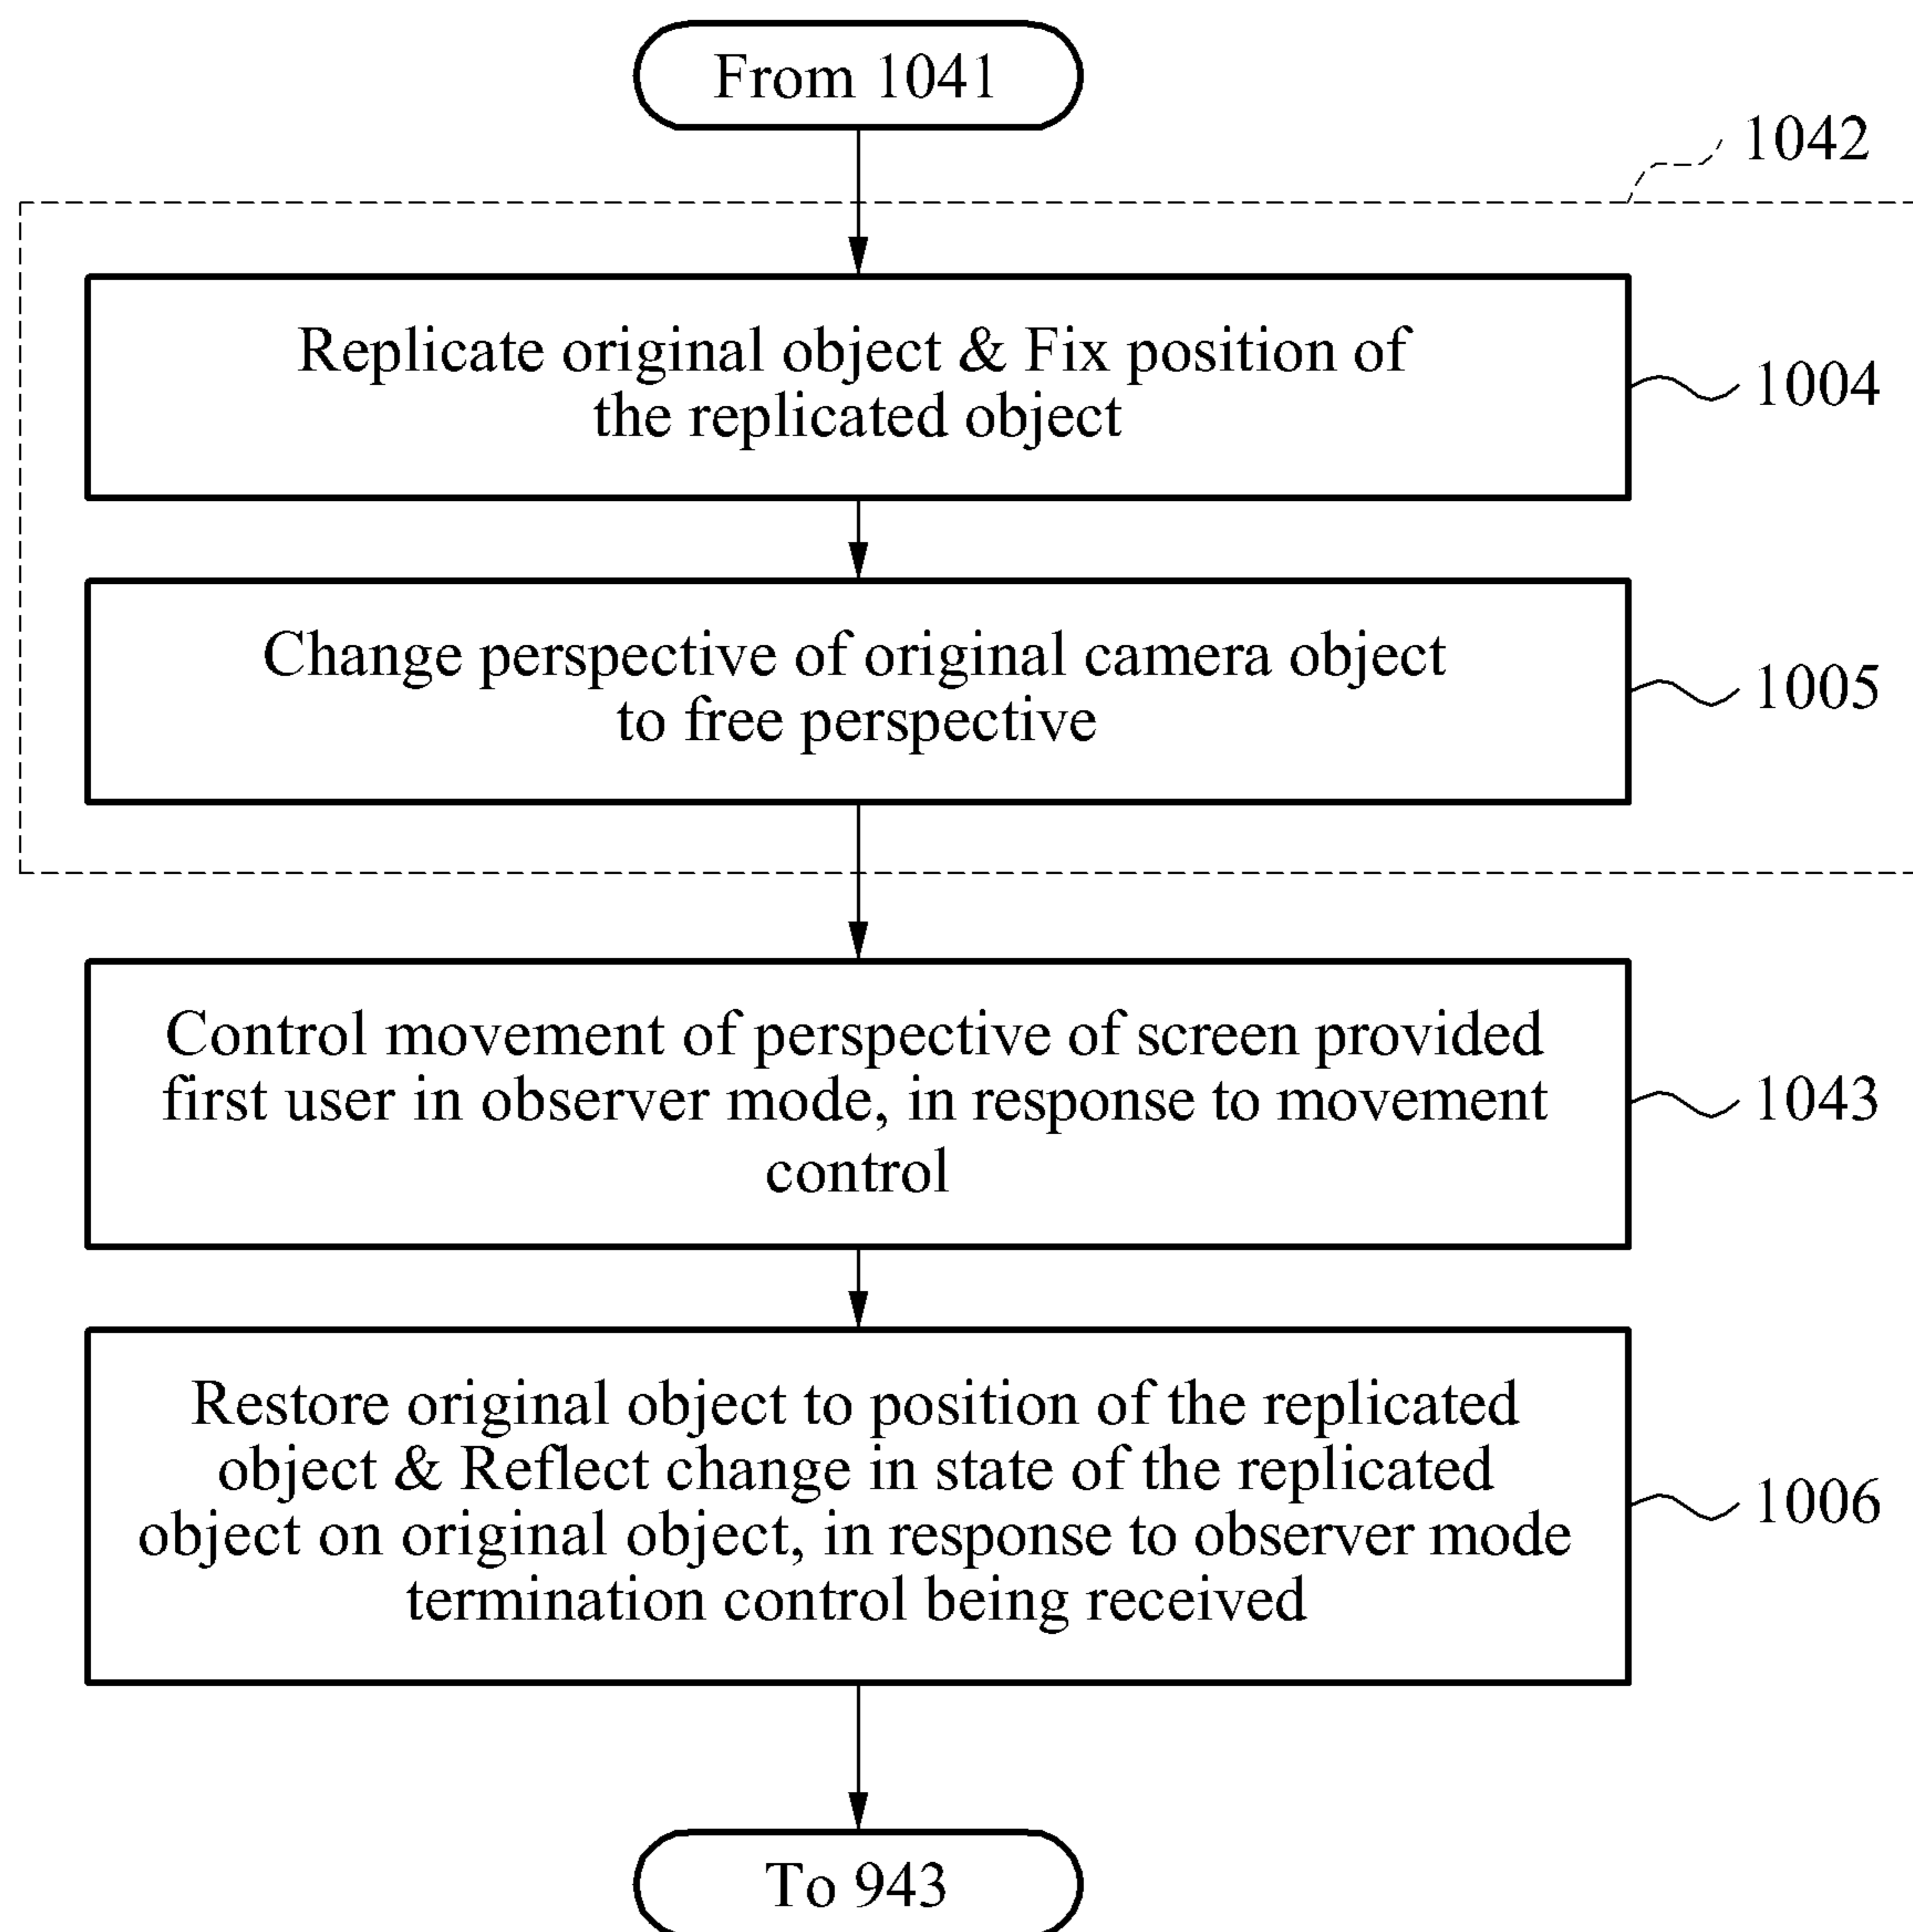 From 1041
1042
Replicate original object & Fix position of
the replicated object
1004
Change perspective of original camera object
to free perspective
1005
Control movement of perspective of screen provided
first user in observer mode, in response to movement
control
1043
Restore original object to position of the replicated
object & Reflect change in state of the replicated
object on original object, in response to observer mode
termination control being received
1006
To 943